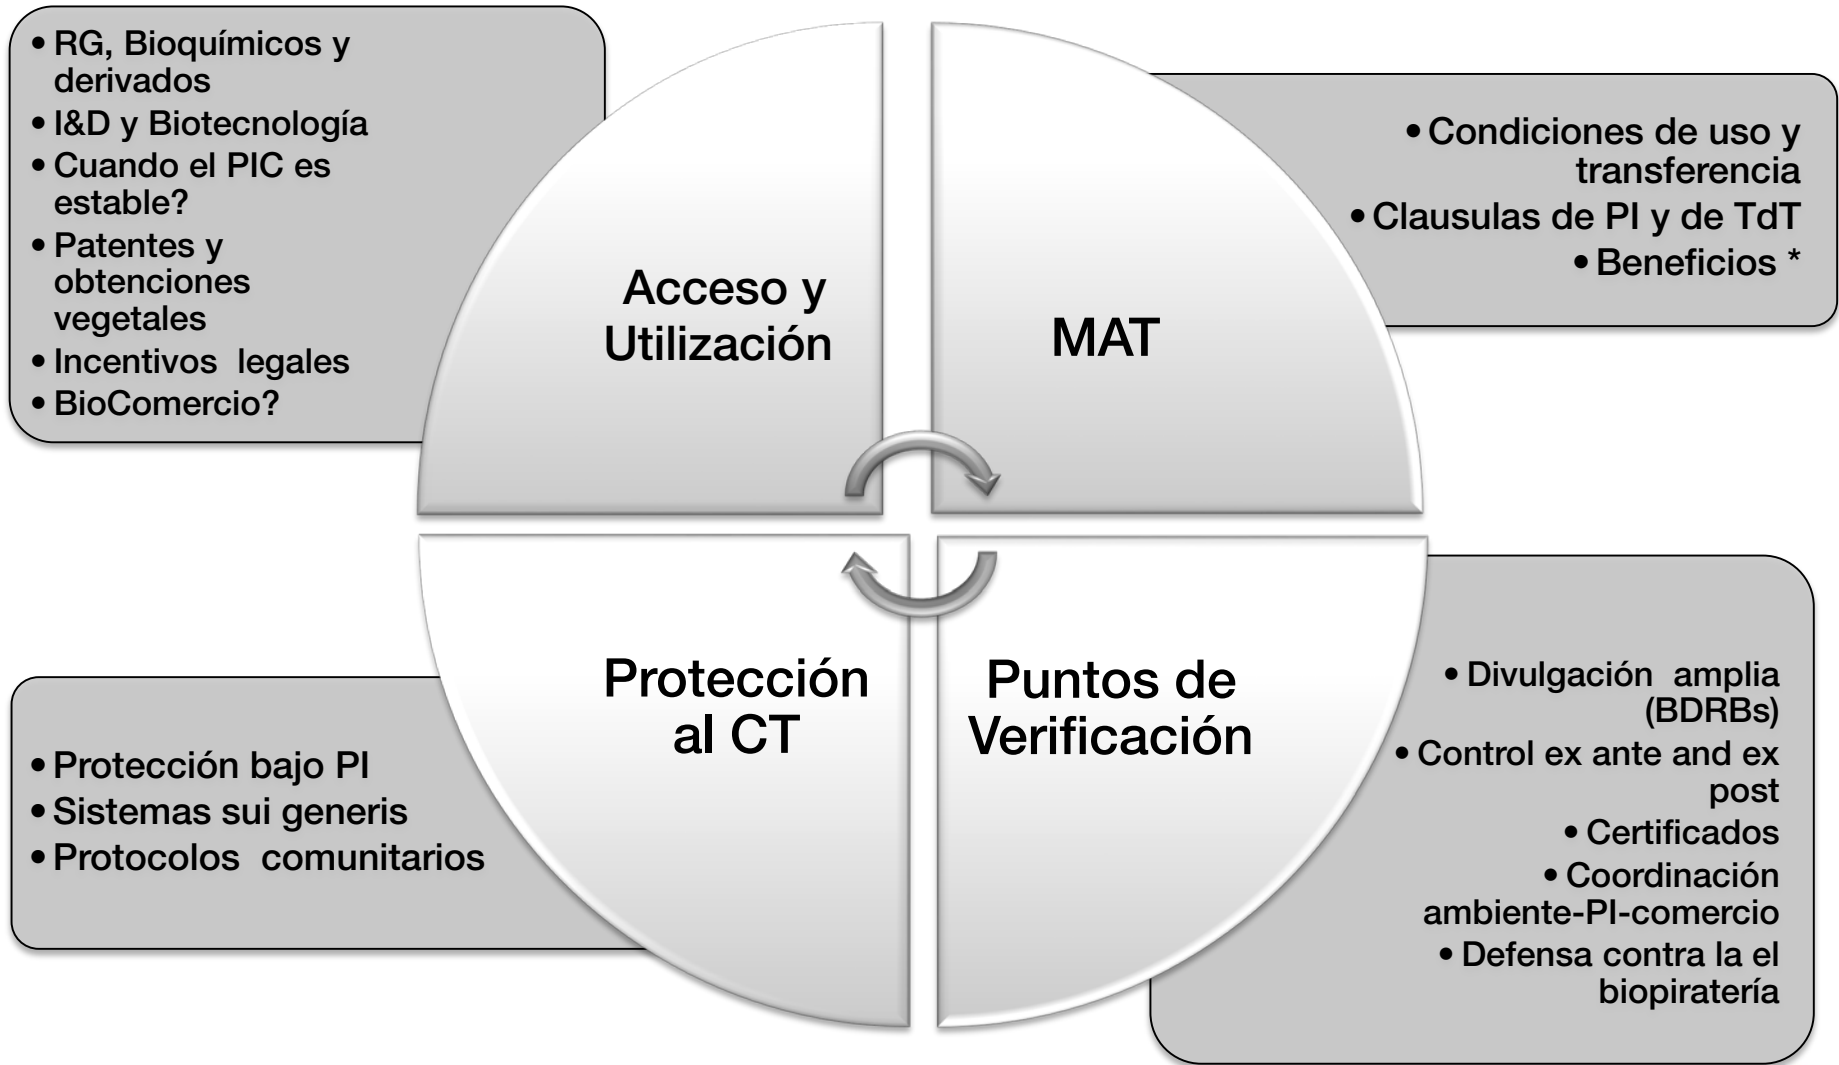 • RG, Bioquímicos y
derivados
• I&D y Biotecnología
• Cuando el PIC es
estable?
• Patentes y
obtenciones
vegetales
• Incentivos legales
• BioComercio?
Acceso y
Utilización
MAT
• Condiciones de uso y
transferencia
• Clausulas de PI y de TdT
• Beneficios *
Protección
al CT
• Protección bajo PI
• Sistemas sui generis
• Protocolos comunitarios
Puntos de
Verificación
• Divulgación amplia
(BDRBs)
• Control ex ante and ex
post
• Certificados
• Coordinación
ambiente-PI-comercio
• Defensa contra la el
biopiratería